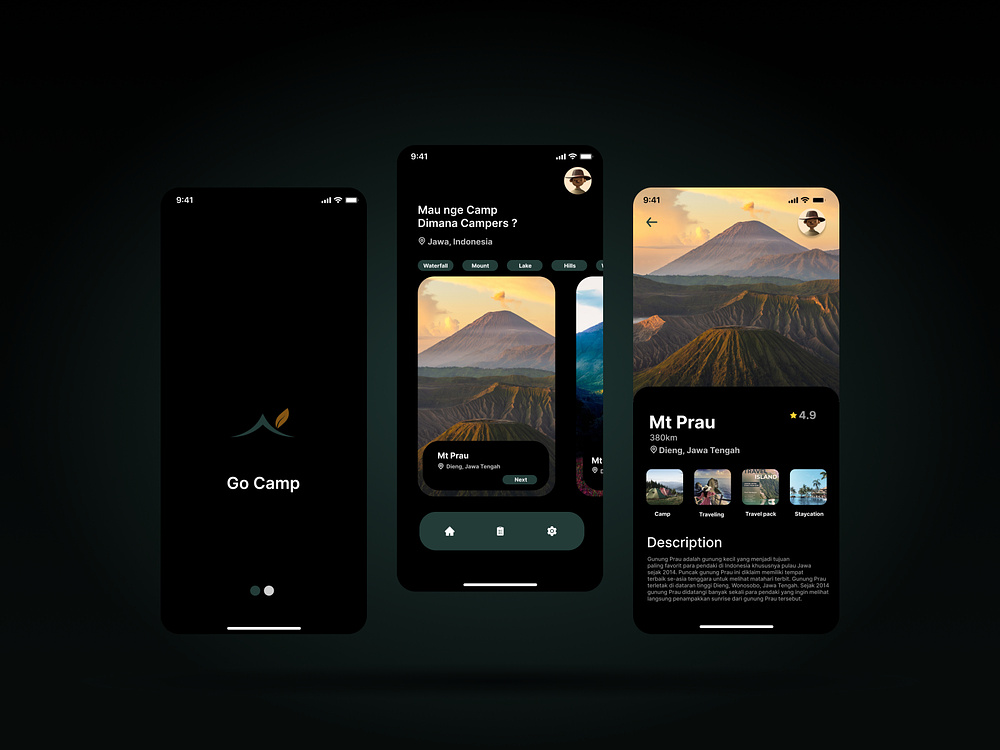 9:41
Go Camp
9:41
Mau nge Camp
Dimana Campers ?
Jawa, Indonesia
Waterfall
Mount
Lake
Hills
Mt Prau
Dieng, Jawa Tengah
Next
Mt
9:41
Mt Prau
4.9
380km
Dieng, Jawa Tengah
TRAVEL
ISLAND
Camp
Traveling
Travel pack
Staycation
Description
Gunung Prau adalah gunung kecil yang menjadi tujuan
paling favorit para pendaki di Indonesia khususnya pulau Jawa
sejak 2014. Puncak gunung Prau ini diklaim memiliki tempat
terbaik se-asia tenggara untuk melihat matahari terbit. Gunung Prau
terletak di dataran tinggi Dieng, Wonosobo, Jawa Tengah. Sejak 2014
gunung Prau didatangi banyak sekali para pendaki yang ingin melihat
langsung penampakkan sunrise dari gunung Prau tersebut.